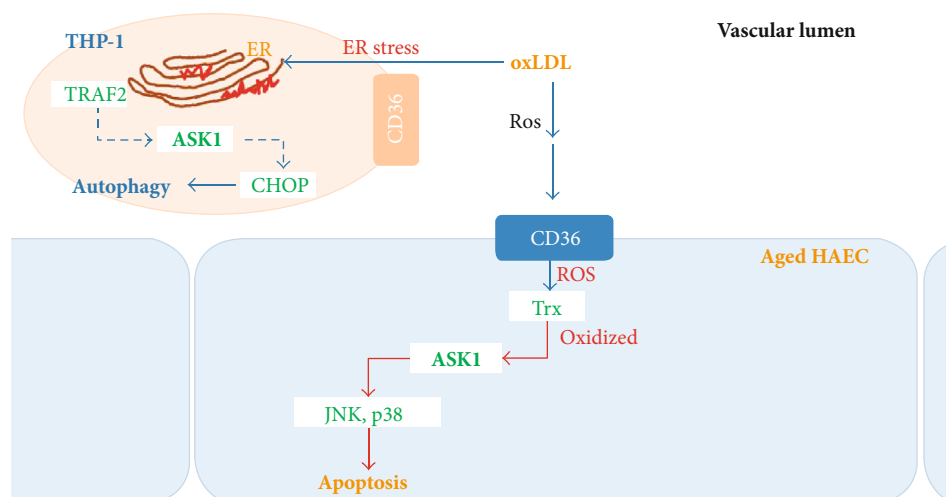 Vascular lumen
THP-1
ER
ER stress
oxLDL
TRAF2
CD36
Ros
ASK1
Autophagy
CHOP
CD36
Aged HAEC
ROS
Trx
Oxidized
ASK1
JNK, p38
Apoptosis